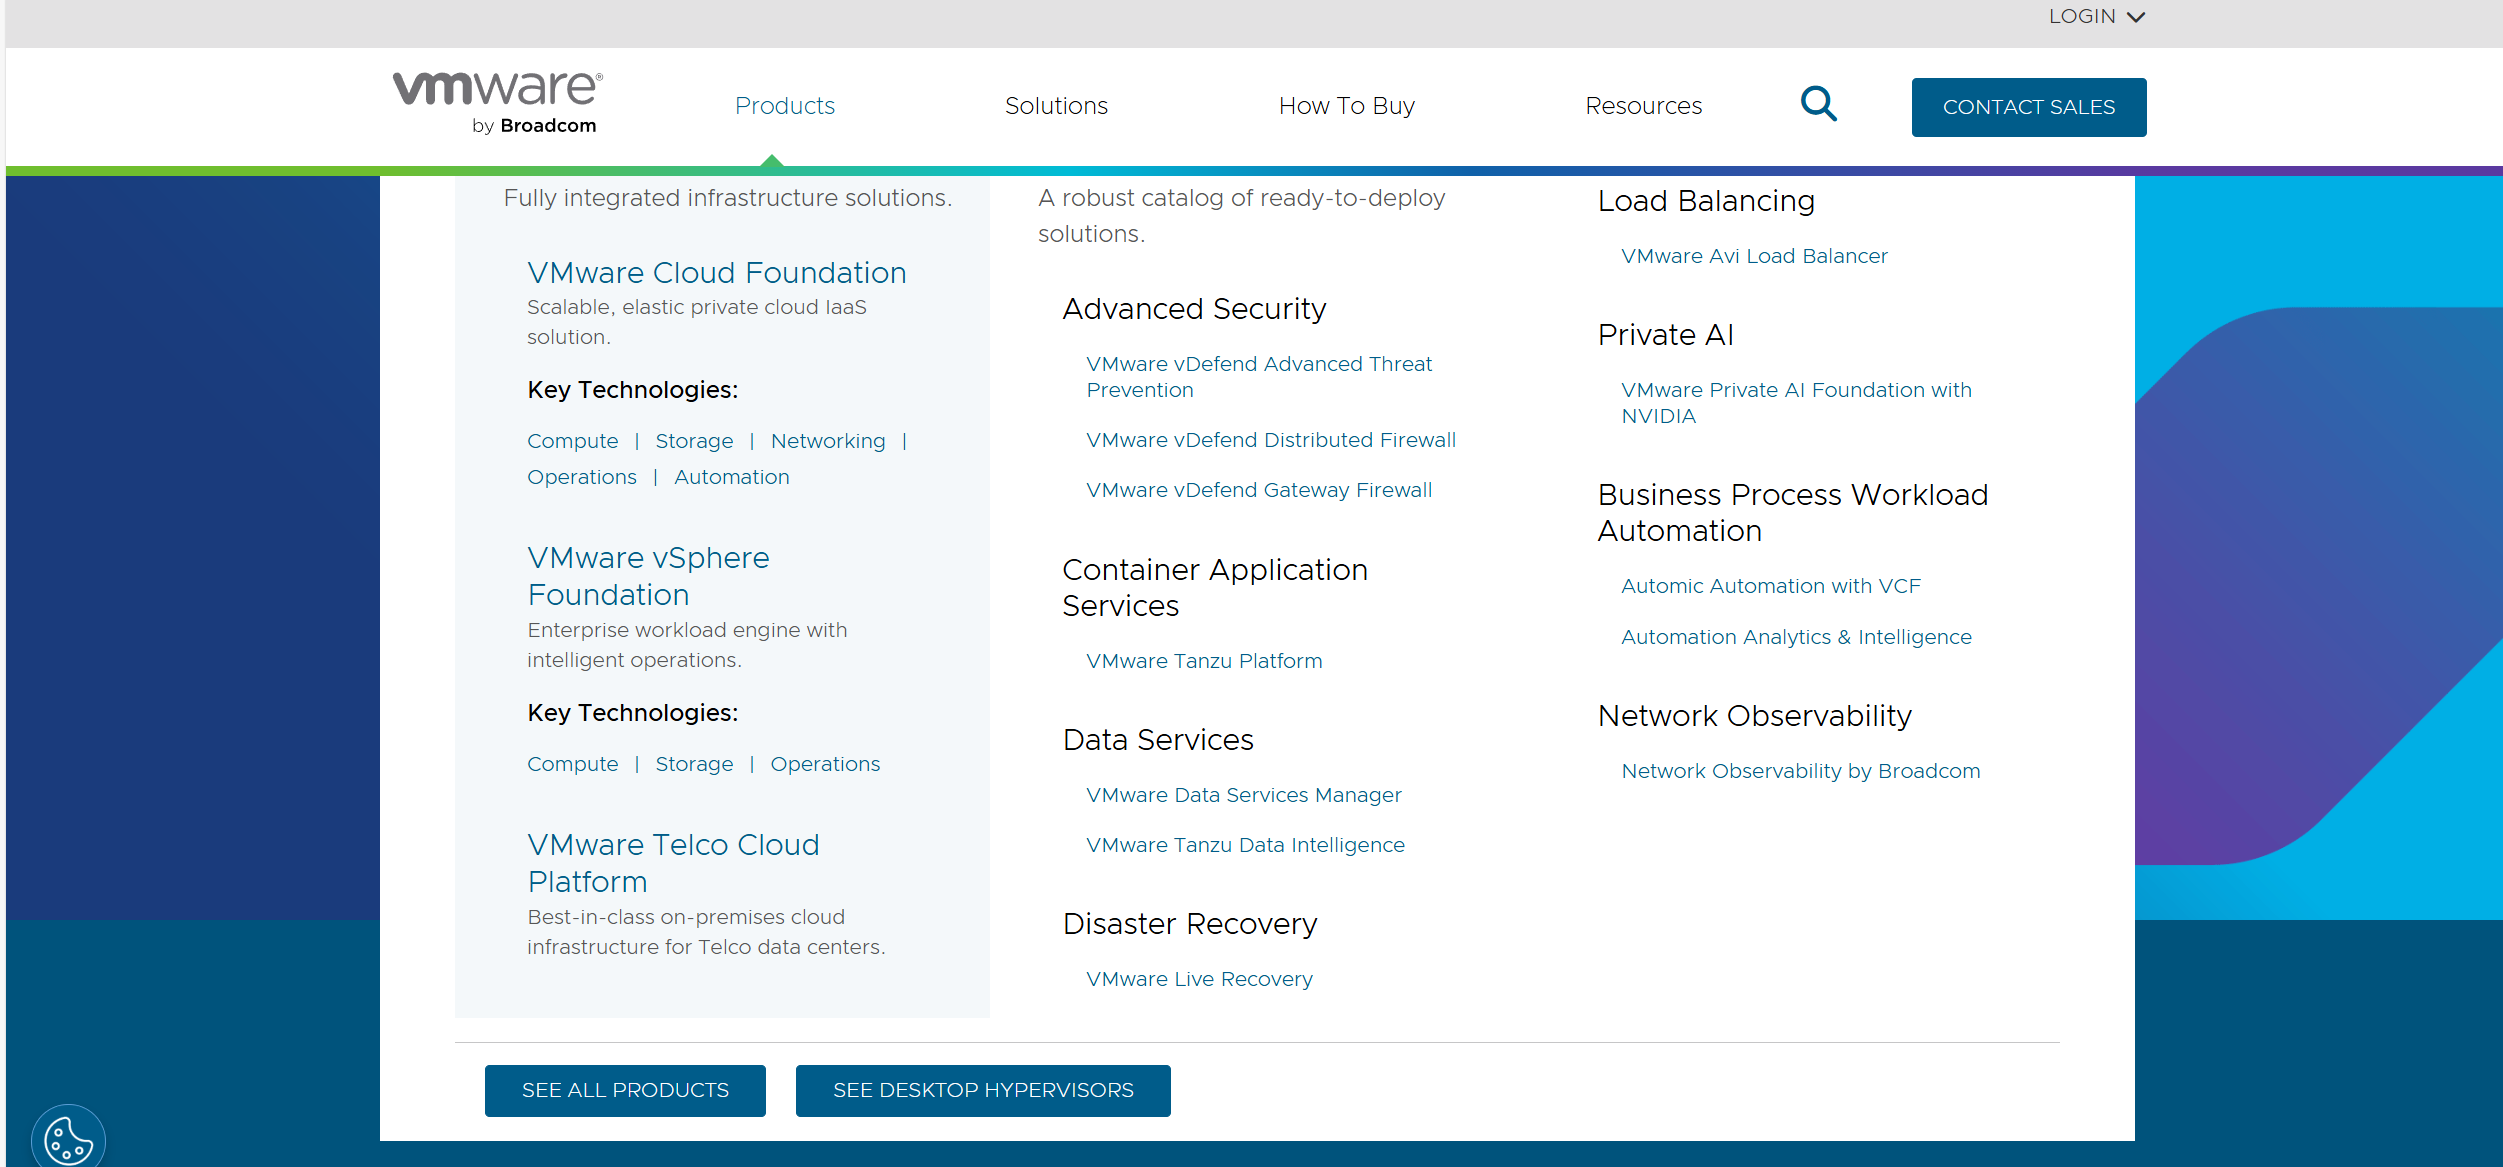 LOGIN
vmware®
by Broadcom
Products
Solutions
How To Buy
Resources
CONTACT SALES
Fully integrated infrastructure solutions.
VMware Cloud Foundation
Scalable, elastic private cloud IaaS
solution.
Key Technologies:
Compute | Storage | Networking |
Operations | Automation
VMware vSphere
Foundation
Enterprise workload engine with
intelligent operations.
Key Technologies:
Compute | Storage | Operations
VMware Telco Cloud
Platform
Best-in-class on-premises cloud
infrastructure for Telco data centers.
A robust catalog of ready-to-deploy
solutions.
Advanced Security
VMware vDefend Advanced Threat
Prevention
VMware vDefend Distributed Firewall
VMware vDefend Gateway Firewall
Container Application
Services
VMware Tanzu Platform
Data Services
VMware Data Services Manager
VMware Tanzu Data Intelligence
Disaster Recovery
VMware Live Recovery
Load Balancing
VMware Avi Load Balancer
Private AI
VMware Private AI Foundation with
NVIDIA
Business Process Workload
Automation
Automic Automation with VCF
Automation Analytics & Intelligence
Network Observability
Network Observability by Broadcom
SEE ALL PRODUCTS
SEE DESKTOP HYPERVISORS